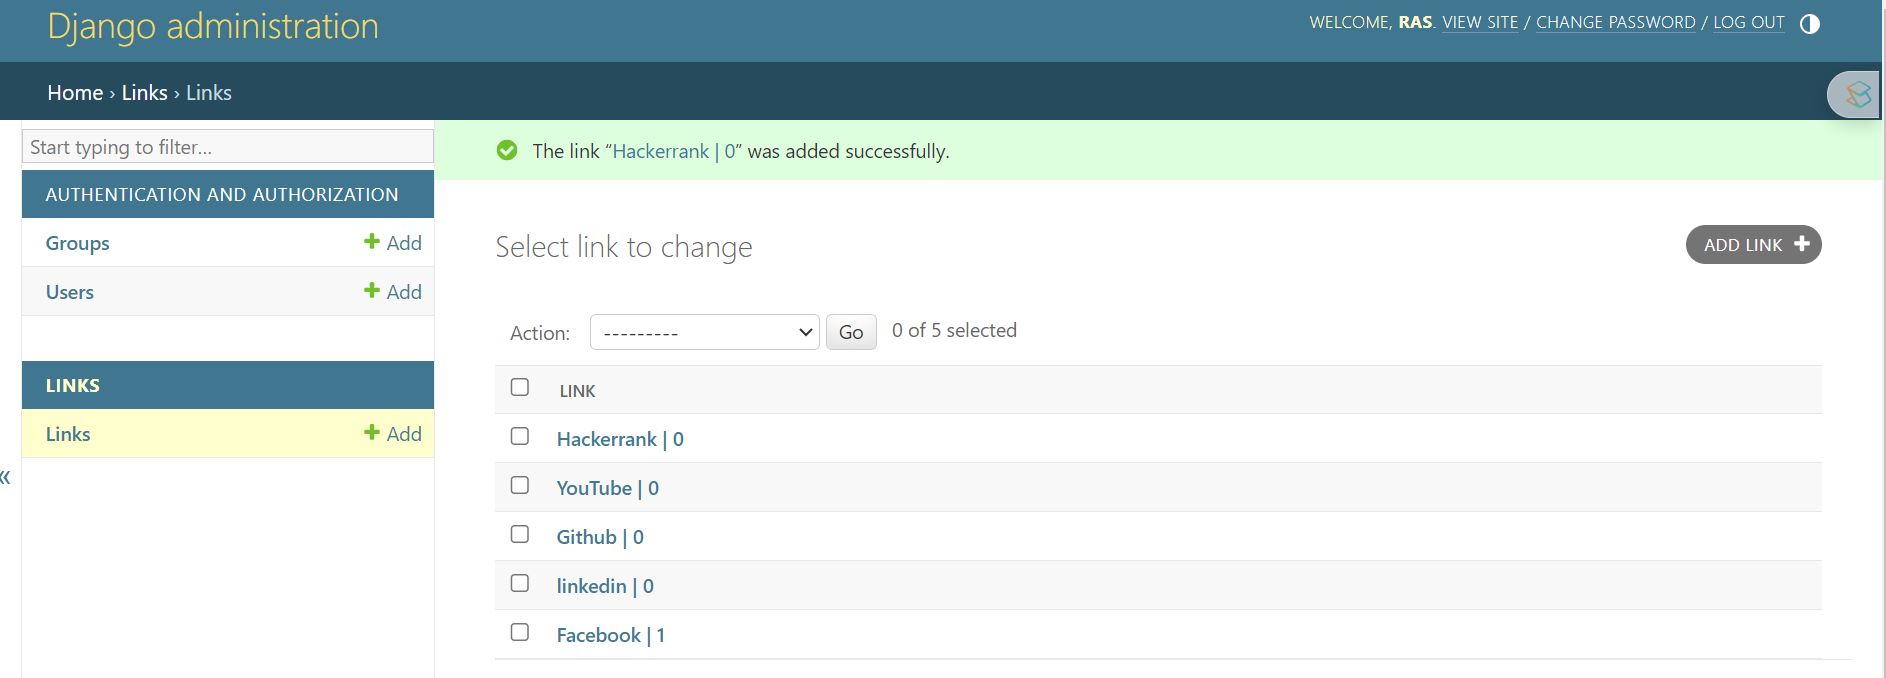 Django administration
WELCOME, RAS. VIEW SITE / CHANGE PASSWORD / LOG OUT
Home › Links › Links
Start typing to filter...
AUTHENTICATION AND AUTHORIZATION
Groups + Add
Users + Add
LINKS
Links + Add
«
The link “Hackerrank | 0” was added successfully.
Select link to change
ADD LINK +
Action: --------- Go 0 of 5 selected
LINK
Hackerrank | 0
YouTube | 0
Github | 0
linkedin | 0
Facebook | 1